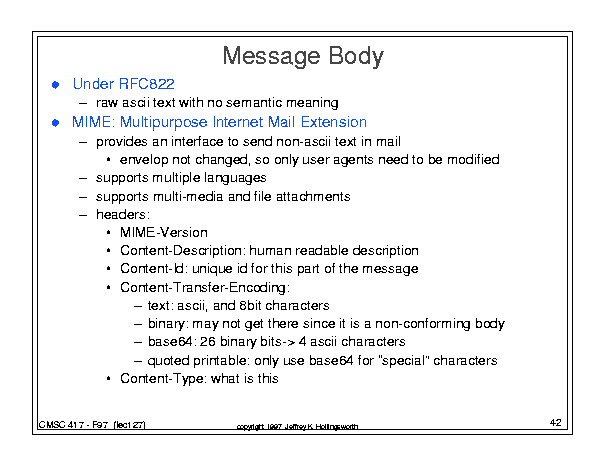 Message Body
● Under RFC822
– raw ascii text with no semantic meaning
● MIME: Multipurpose Internet Mail Extension
– provides an interface to send non-ascii text in mail
• envelop not changed, so only user agents need to be modified
– supports multiple languages
– supports multi-media and file attachments
– headers:
• MIME-Version
• Content-Description: human readable description
• Content-Id: unique id for this part of the message
• Content-Transfer-Encoding:
– text: ascii, and 8bit characters
– binary: may not get there since it is a non-conforming body
– base64: 26 binary bits-> 4 ascii characters
– quoted printable: only use base64 for “special” characters
• Content-Type: what is this
CMSC 417 - F97 (lect 27)
copyright 1997 Jeffrey K. Hollingsworth
42